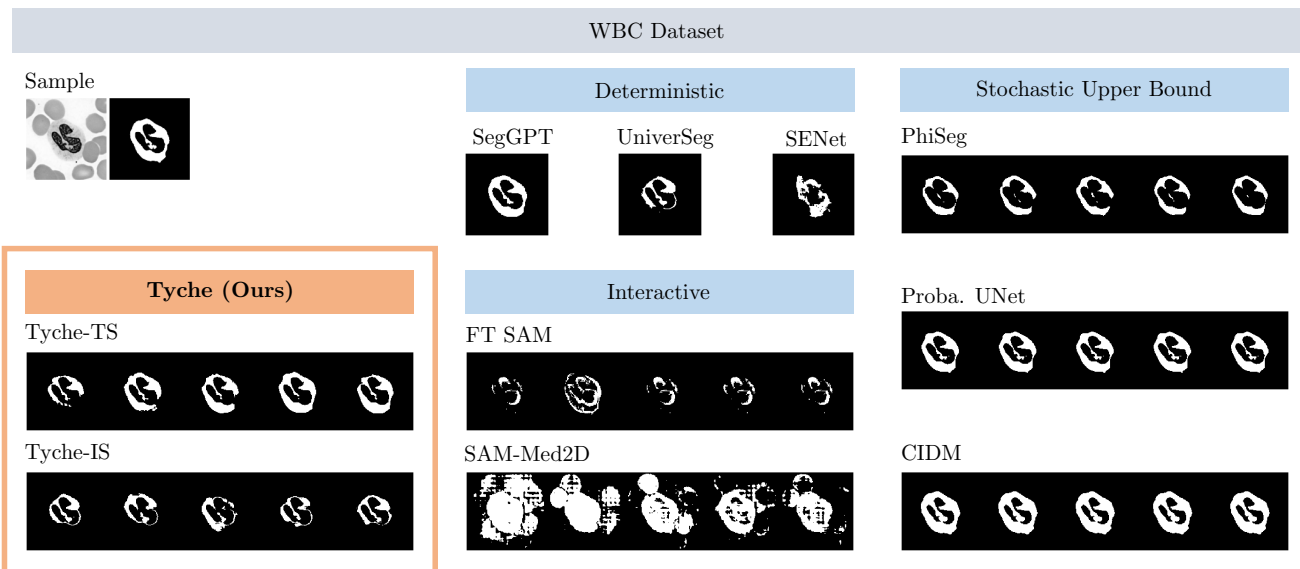 WBC Dataset
Sample
Deterministic
SegGPT
UniverSeg
SENet
Stochastic Upper Bound
PhiSeg
Tyche (Ours)
Tyche-TS
Tyche-IS
Interactive
FT SAM
SAM-Med2D
Proba. UNet
CIDM